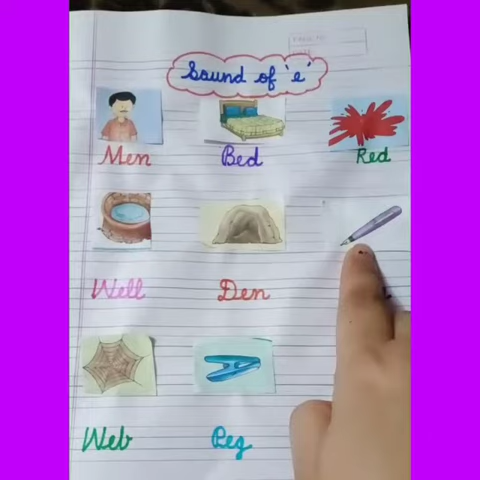 Sound of 'e'
Men Bed Red
Well Den
Web Peg